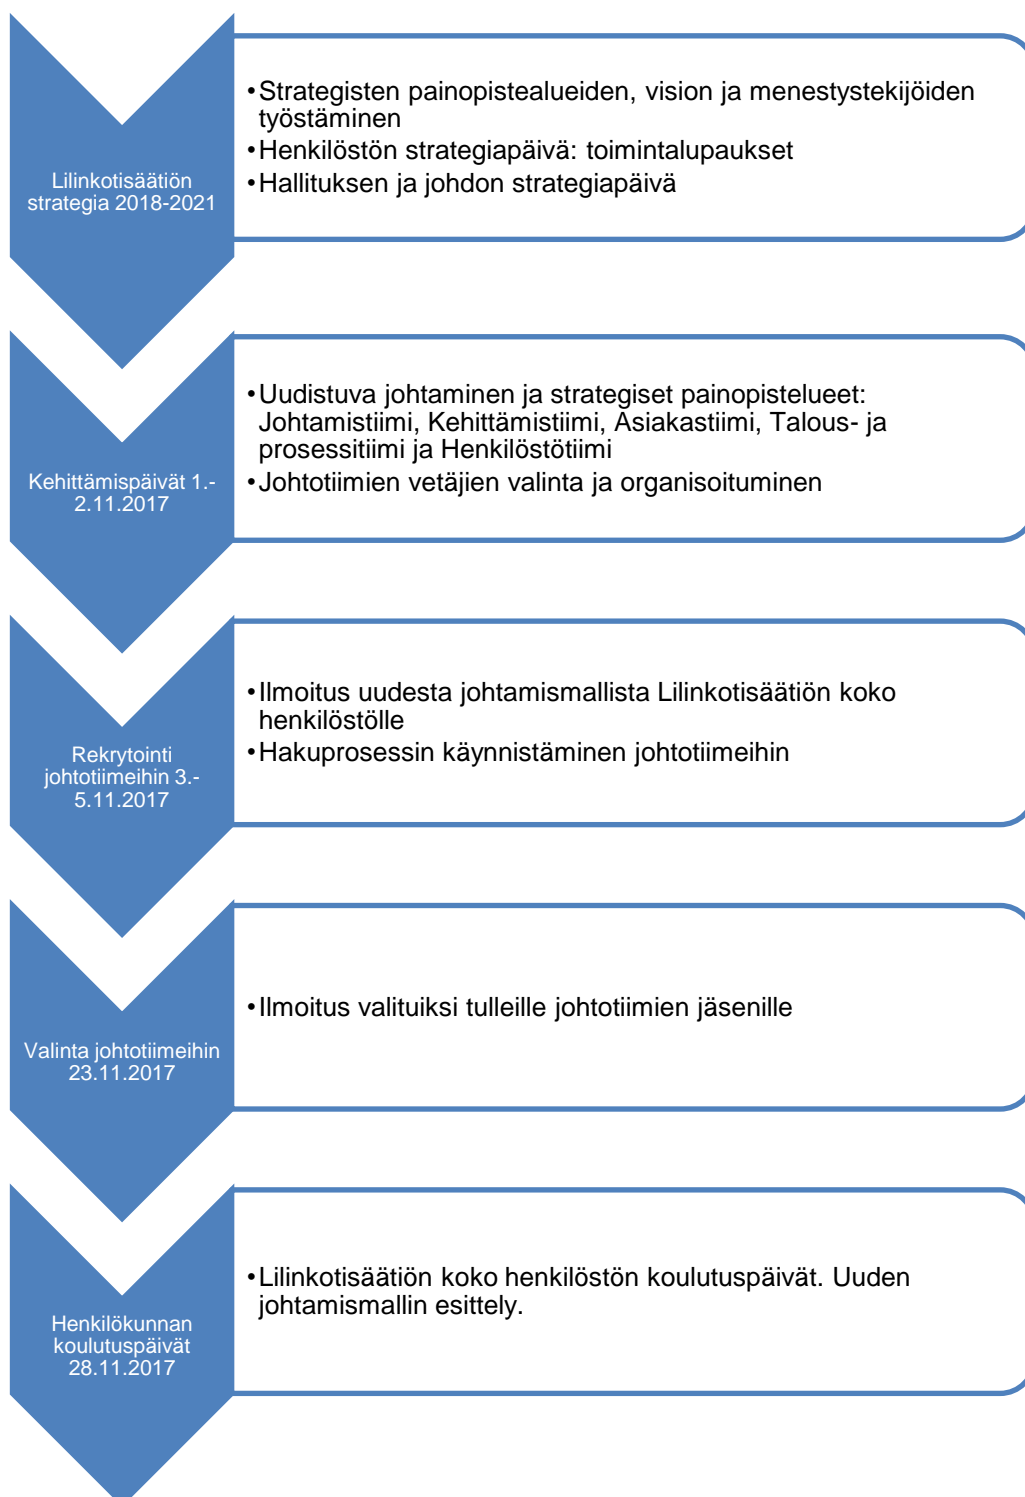 Lilinkotisäätiön
strategia 2018-2021
•Strategisten painopistealueiden, vision ja menestystekijöiden
työstäminen
•Henkilöstön strategiapäivä: toimintalupaukset
•Hallituksen ja johdon strategiapäivä
Kehittämispäivät 1.-
2.11.2017
•Uudistuva johtaminen ja strategiset painopistelueet:
Johtamistiimi, Kehittämistiimi, Asiakastiimi, Talous- ja
prosessitiimi ja Henkilöstötiimi
•Johtotiimien vetäjien valinta ja organisoituminen
Rekrytointi
johtotiimeihin 3.-
5.11.2017
•Ilmoitus uudesta johtamismallista Lilinkotisäätiön koko
henkilöstölle
•Hakuprosessin käynnistäminen johtotiimeihin
Valinta johtotiimeihin
23.11.2017
•Ilmoitus valituiksi tulleille johtotiimien jäsenille
Henkilökunnan
koulutuspäivät
28.11.2017
•Lilinkotisäätiön koko henkilöstön koulutuspäivät. Uuden
johtamismallin esittely.